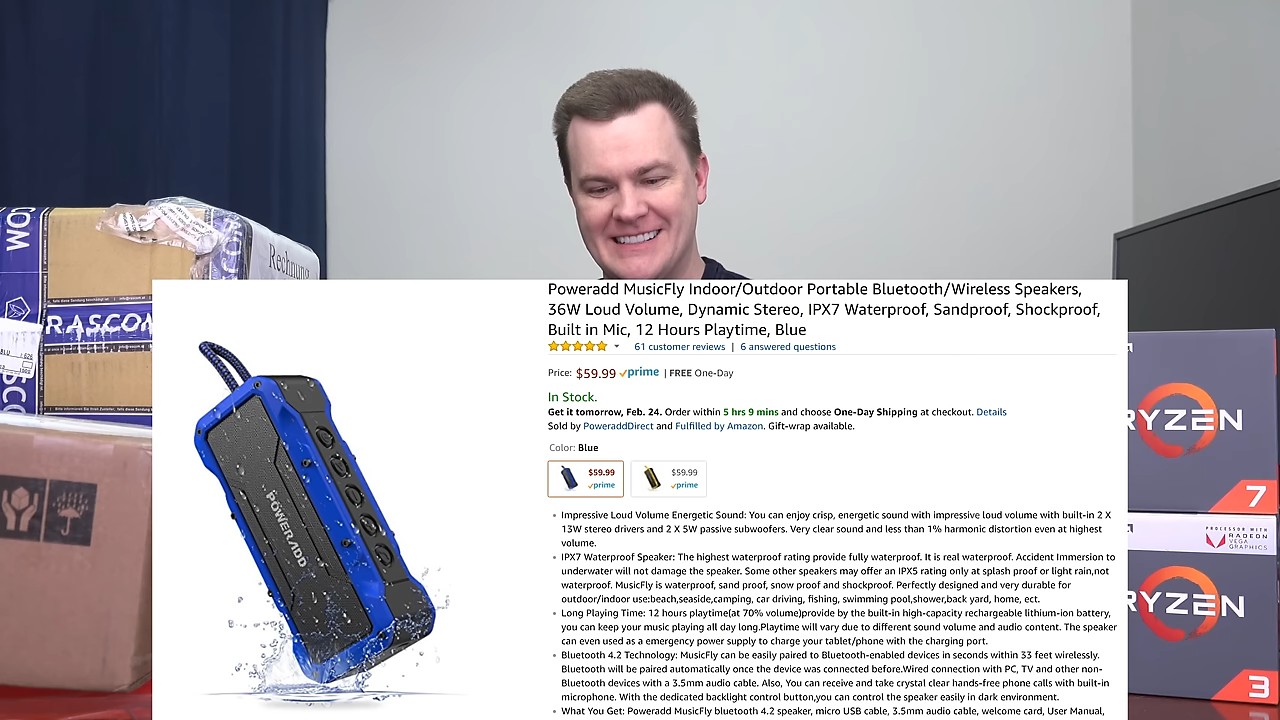 COM
Rechnung
RASCOM
POWERADD
Poweradd MusicFly Indoor/Outdoor Portable Bluetooth/Wireless Speakers,
36W Loud Volume, Dynamic Stereo, IPX7 Waterproof, Sandproof, Shockproof,
Built in Mic, 12 Hours Playtime, Blue
61 customer reviews | 6 answered questions
Price: $59.99 prime | FREE One-Day
In Stock.
Get it tomorrow, Feb. 24. Order within 5 hrs 9 mins and choose One-Day Shipping at checkout. Details
Sold by PoweraddDirect and Fulfilled by Amazon. Gift-wrap available.
Color: Blue
$59.99 $59.99
prime prime
• Impressive Loud Volume Energetic Sound: You can enjoy crisp, energetic sound with impressive loud volume with built-in 2 X
13W stereo drivers and 2 X 5W passive subwoofers. Very clear sound and less than 1% harmonic distortion even at highest
volume.
• IPX7 Waterproof Speaker: The highest waterproof rating provide fully waterproof. It is real waterproof. Accident Immersion to
underwater will not damage the speaker. Some other speakers may offer an IPX5 rating only at splash proof or light rain,not
waterproof. MusicFly is waterproof, sand proof, snow proof and shockproof. Perfectly designed and very durable for
outdoor/indoor use:beach,seaside,camping, car driving, fishing, swimming pool,shower,back yard, home, ect.
• Long Playing Time: 12 hours playtime(at 70% volume)provide by the built-in high-capacity rechargeable lithium-ion battery,
you can keep your music playing all day long.Playtime will vary due to different sound volume and audio content. The speaker
can even used as a emergency power supply to charge your tablet/phone with the charging port.
• Bluetooth 4.2 Technology: MusicFly can be easily paired to Bluetooth-enabled devices in seconds within 33 feet wirelessly.
Bluetooth will be paired automatically once the device was connected before.Wired connection with PC, TV and other non-
Bluetooth devices with a 3.5mm audio cable. Also. You can receive and take crystal clear handsfree phone calls with built-in
microphone. With the dedicated background lights, you can control the speaker easily in dark environment.
• What You Get: Poweradd MusicFly bluetooth 4.2 speaker, micro USB cable, 3.5mm audio cable, welcome card, User Manual,
RYZEN
7
PROCESSOR WITH
RADEON
VEGA
GRAPHICS
RYZEN
3